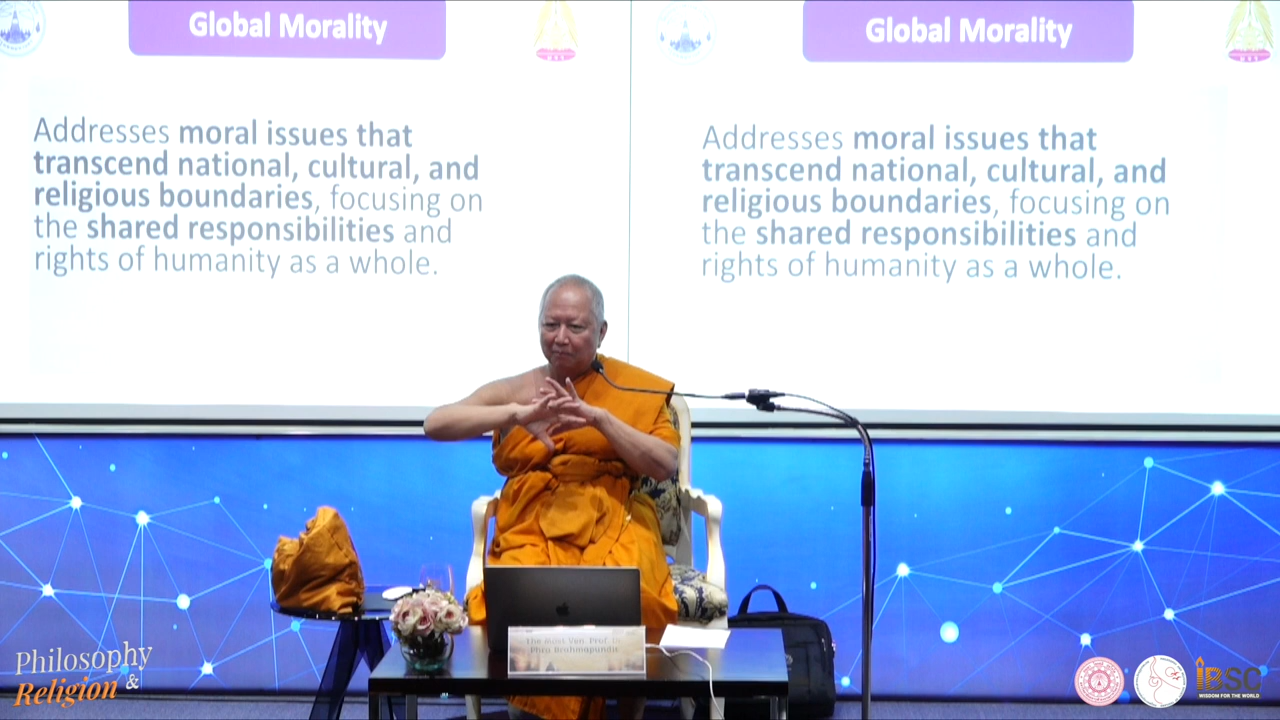 Global Morality
Addresses moral issues that
transcend national, cultural, and
religious boundaries, focusing on
the shared responsibilities and
rights of humanity as a whole.
Global Morality
Addresses moral issues that
transcend national, cultural, and
religious boundaries, focusing on
the shared responsibilities and
rights of humanity as a whole.
The Most Ven. Prof. Dr.
Phra Brahmapundit
Philosophy
& Religion
IBSC
WISDOM FOR THE WORLD